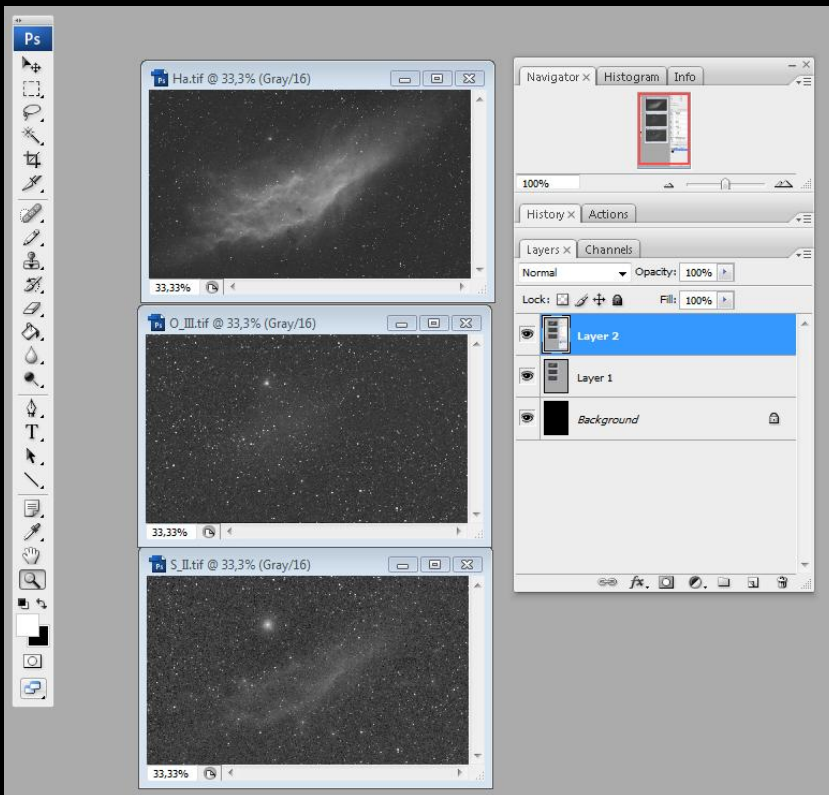 Ps
Ha.tif @ 33,3% (Gray/16)
33,33%
O_III.tif @ 33,3% (Gray/16)
33,33%
S_II.tif @ 33,3% (Gray/16)
33,33%
Navigator × Histogram Info
100%
History × Actions
Layers × Channels
Normal Opacity: 100%
Lock: Fill: 100%
Layer 2
Layer 1
Background
fx.